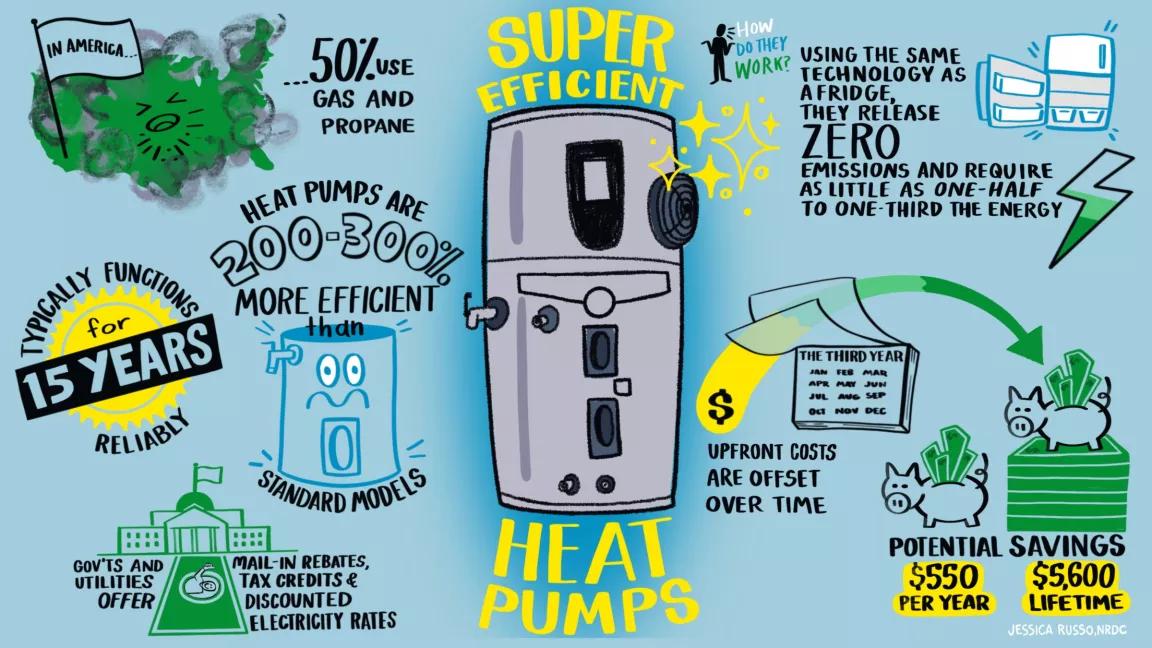 IN AMERICA...
...50% USE
GAS AND
PROPANE
HEAT PUMPS ARE
200-300%
MORE EFFICIENT
than
STANDARD MODELS
TYPICALLY FUNCTIONS
for
15 YEARS
RELIABLY
GOV'TS AND
UTILITIES
OFFER
MAIL-IN REBATES,
TAX CREDITS &
DISCOUNTED
ELECTRICITY RATES
SUPER
EFFICIENT
HEAT
PUMPS
HOW
DO THEY
WORK?
USING THE SAME
TECHNOLOGY AS
A FRIDGE,
THEY RELEASE
ZERO
EMISSIONS AND REQUIRE
AS LITTLE AS ONE-HALF
TO ONE-THIRD THE ENERGY
$
THE THIRD YEAR
JAN FEB MAR
APR MAY JUN
JUL AUG SEP
OCT NOV DEC
UPFRONT COSTS
ARE OFFSET
OVER TIME
POTENTIAL SAVINGS
$550
PER YEAR
$5,600
LIFETIME
JESSICA RUSSO, NRDC